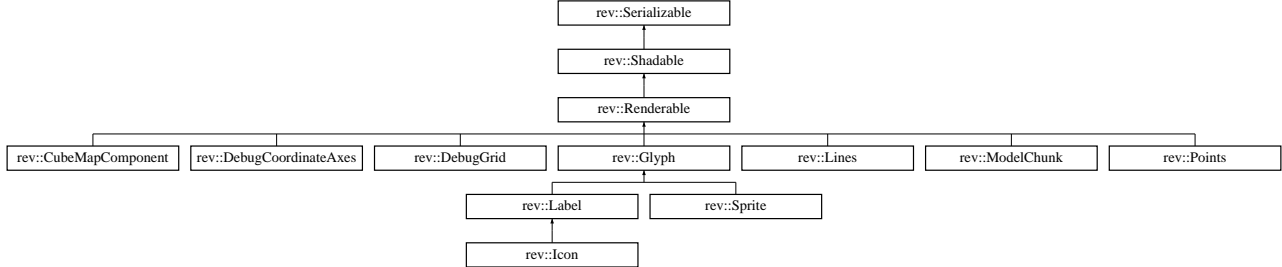 rev::Serializable
rev::Shadable
rev::Renderable
rev::CubeMapComponent rev::DebugCoordinateAxes rev::DebugGrid rev::Glyph rev::Lines rev::ModelChunk rev::Points
rev::Label rev::Sprite
rev::Icon